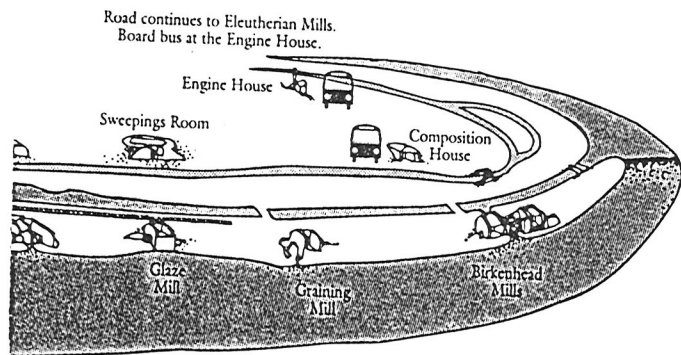 Road continues to Eleutherian Mills.
Board bus at the Engine House.
Engine House
Sweepings Room
Composition
House
Glaze
Mill
Graining
Mill
Birkenhead
Mills